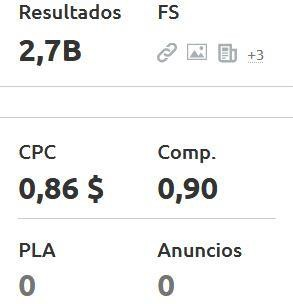 Resultados FS
2,7B +3
CPC Comp.
0,86 $ 0,90
PLA Anuncios
0 0